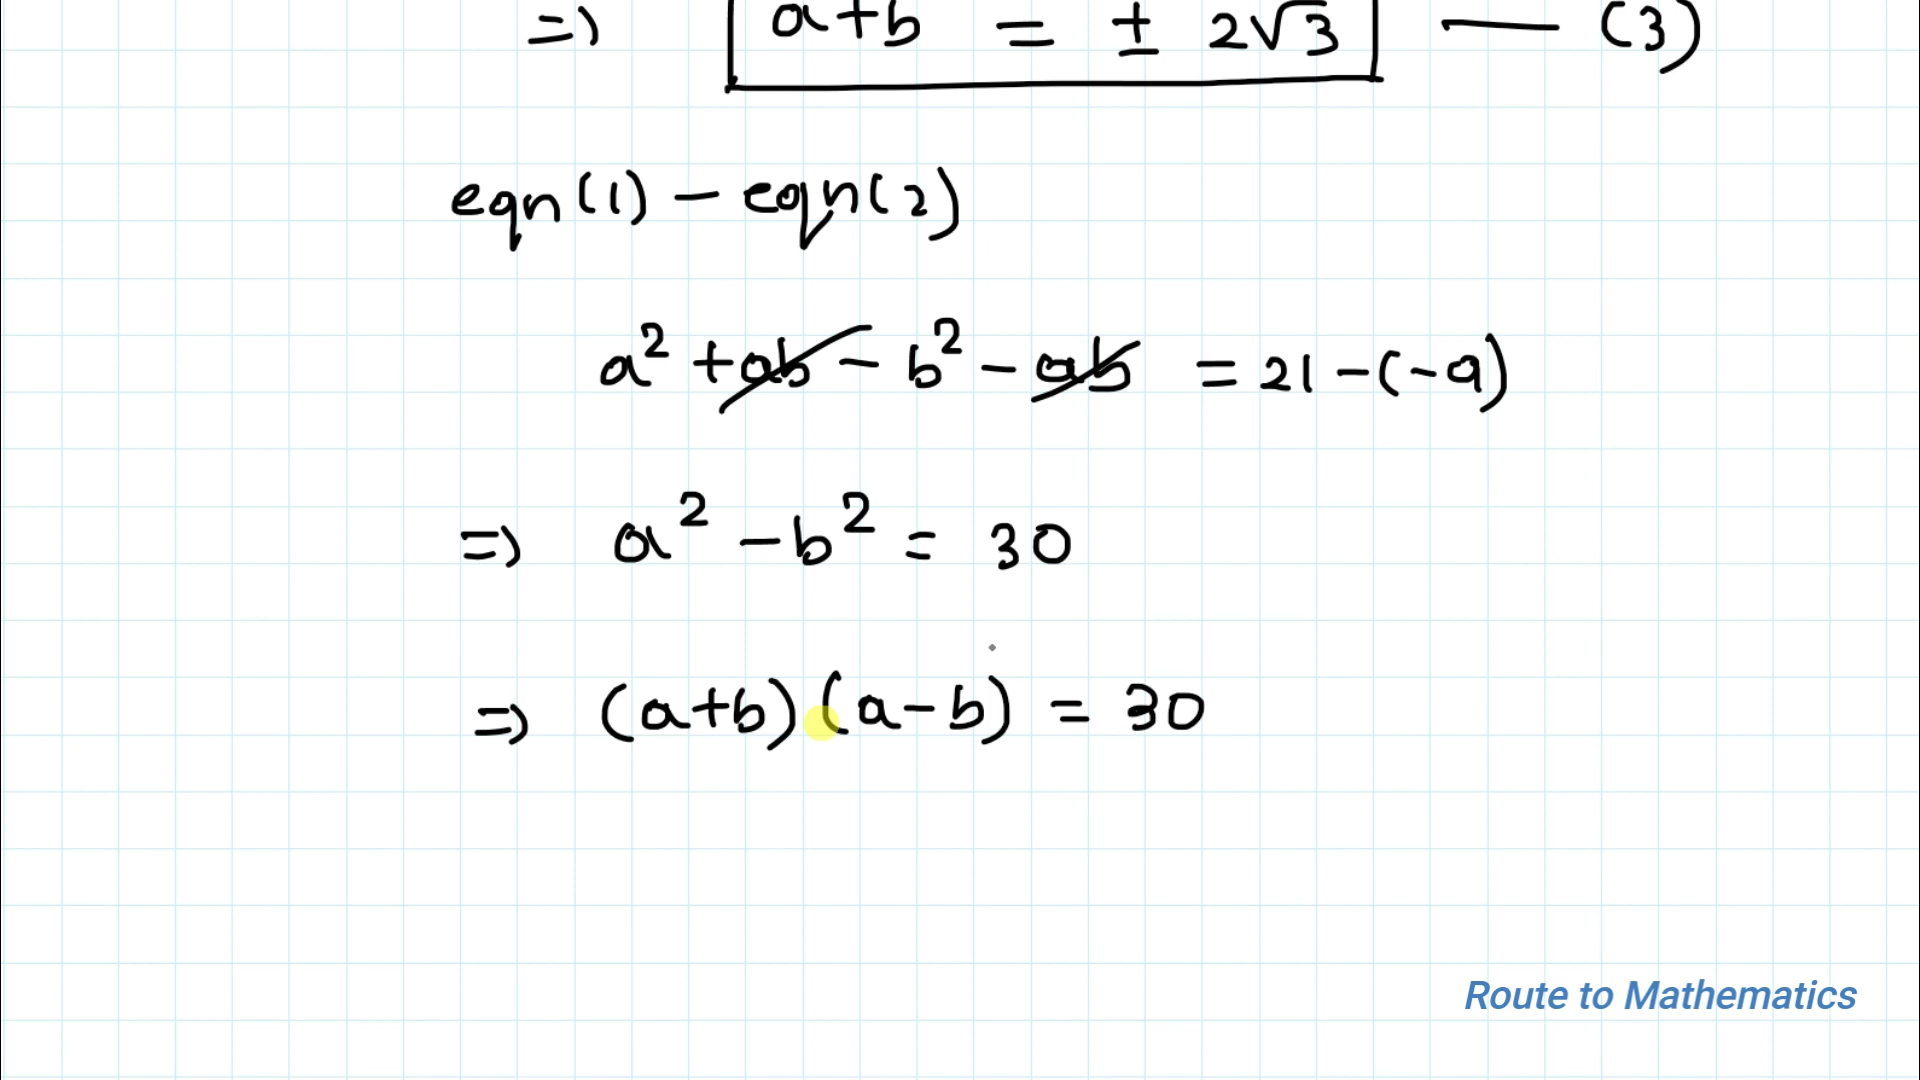 => a+b = ± 2√3 — (3)
eqn(1) - eqn(2)
a² + ab - b² - ab = 21 - (-9)
=> a² - b² = 30
=> (a+b)(a-b) = 30
Route to Mathematics